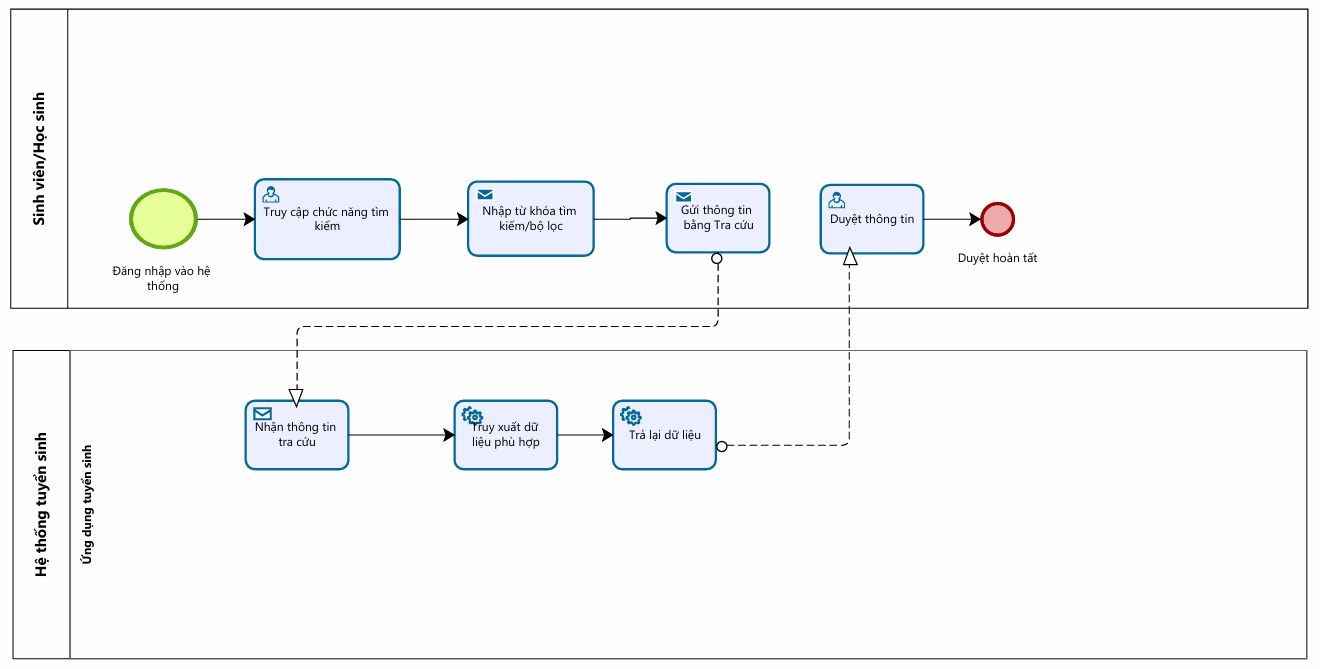 Sinh viên/Học sinh
Đăng nhập vào hệ
thống
Truy cập chức năng tìm
kiếm
Nhập từ khóa tìm
kiếm/bộ lọc
Gửi thông tin
bằng Tra cứu
Duyệt thông tin
Duyệt hoàn tất
Hệ thống tuyển sinh
Ứng dụng tuyển sinh
Nhận thông tin
tra cứu
Truy xuất dữ
liệu phù hợp
Trả lại dữ liệu